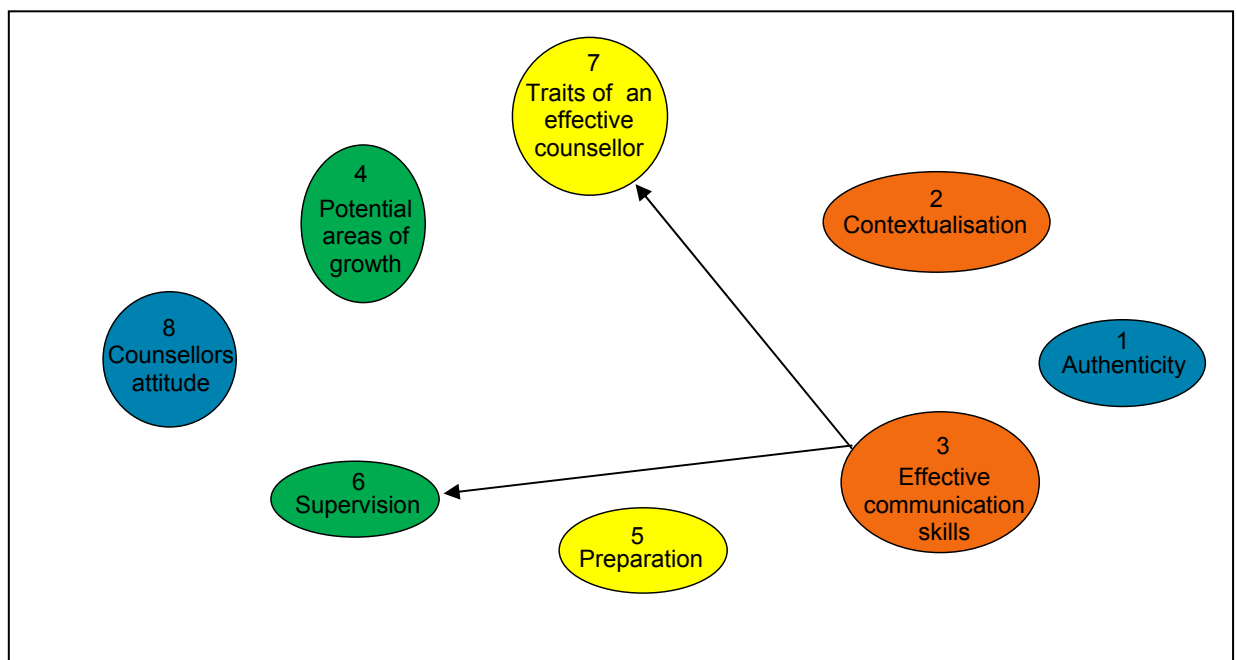 7
Traits of an
effective
counsellor
4
Potential
areas of
growth
2
Contextualisation
8
Counsellors
attitude
1
Authenticity
3
Effective
communication
skills
6
Supervision
5
Preparation